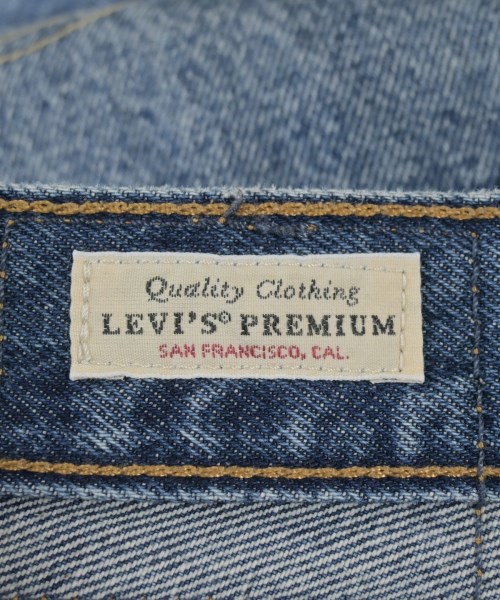 Quality Clothing
LEVI'S® PREMIUM
SAN FRANCISCO, CAL.